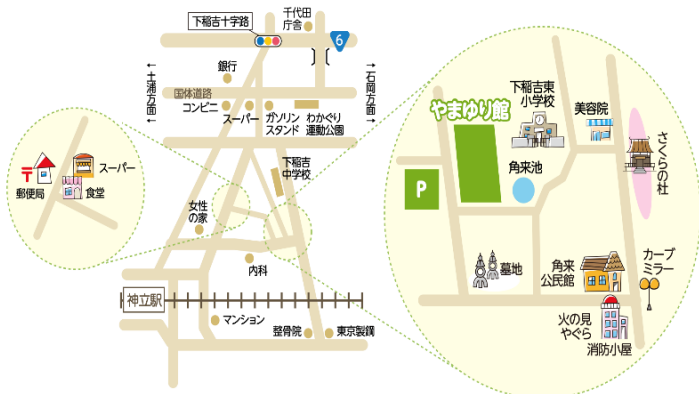 千代田
庁舎
下稲吉十字路
6
銀行
←土浦方面
→石岡方面
国体道路
コンビニ
スーパー
ガソリン
スタンド
わかぐり
運動公園
下稲吉
中学校
女性
の家
内科
神立駅
マンション
整骨院
東京製鋼
郵便局
スーパー
食堂
やまゆり館
下稲吉東
小学校
美容院
さくらの杜
P
角来池
墓地
角来
公民館
カーブ
ミラー
火の見
やぐら
消防小屋